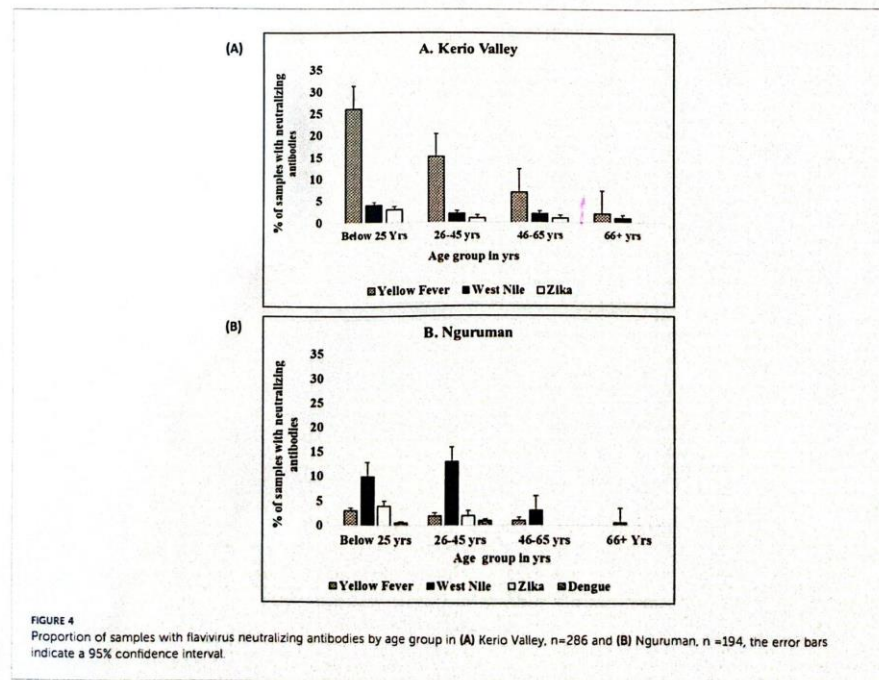 (A)
A. Kerio Valley
% of samples with neutralizing
antibodies
35
30
25
20
15
10
5
0
Below 25 Yrs 26-45 yrs 46-65 yrs 66+ yrs
Age group in yrs
Yellow Fever West Nile Zika
(B)
B. Nguruman
% of samples with neutralizing
antibodies
35
30
25
20
15
10
5
0
Below 25 yrs 26-45 yrs 46-65 yrs 66+ Yrs
Age group in yrs
Yellow Fever West Nile Zika Dengue
FIGURE 4
Proportion of samples with flavivirus neutralizing antibodies by age group in (A) Kerio Valley, n=286 and (B) Nguruman, n =194, the error bars
indicate a 95% confidence interval.